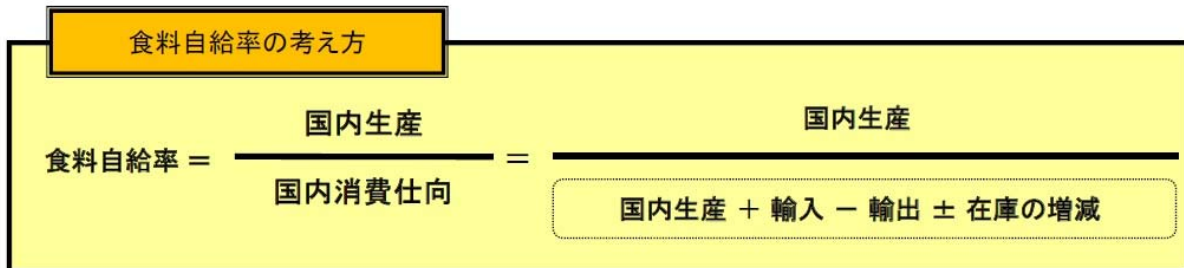 食料自給率の考え方
食料自給率 = 国内生産 / 国内消費仕向 = 国内生産 / 国内生産 + 輸入 - 輸出 ± 在庫の増減